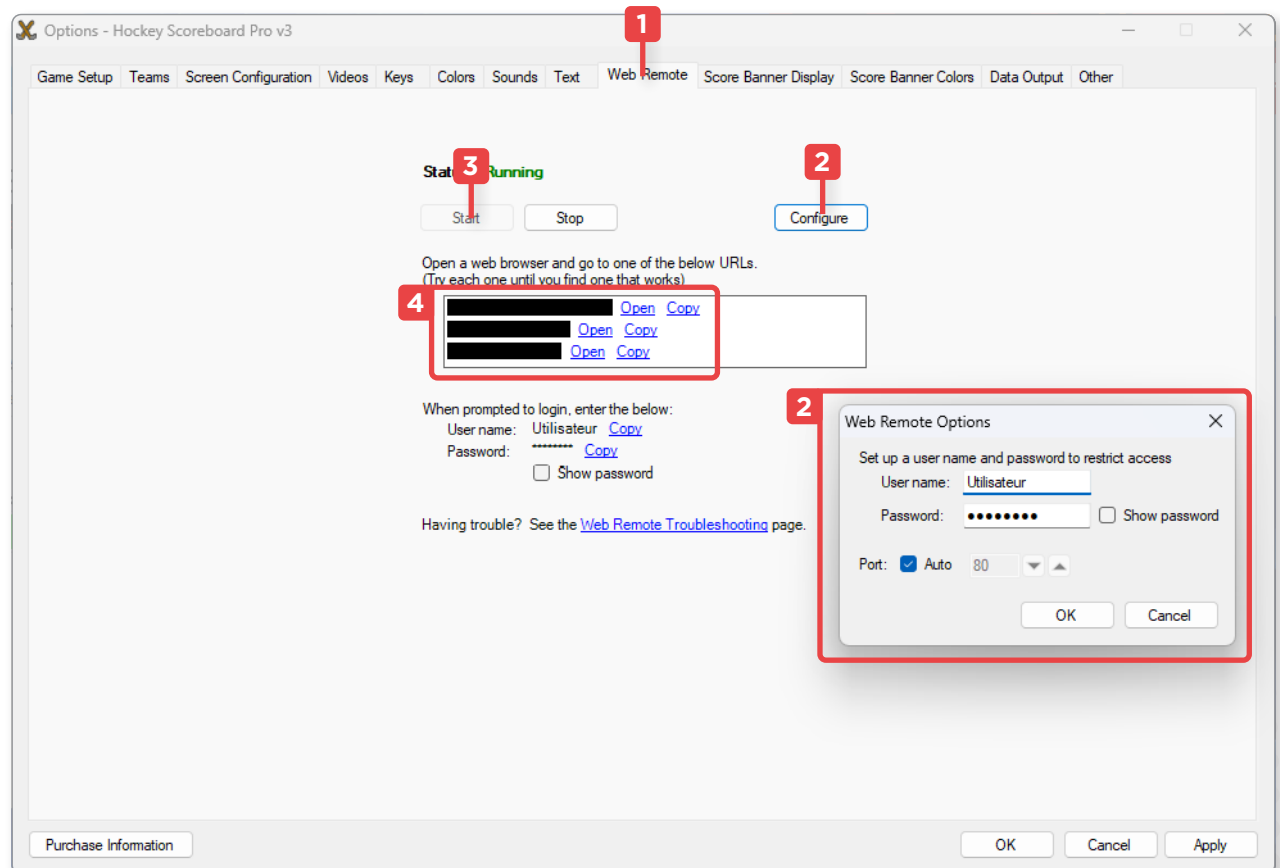 Options - Hockey Scoreboard Pro v3
1
Game Setup Teams Screen Configuration Videos Keys Colors Sounds Text Web Remote Score Banner Display Score Banner Colors Data Output Other
3 Running
2
Start Stop Configure
Open a web browser and go to one of the below URLs.
(Try each one until you find one that works)
4
Open Copy
Open Copy
Open Copy
When prompted to login, enter the below:
User name: Utilisateur Copy
Password: ******** Copy
Show password
Having trouble? See the Web Remote Troubleshooting page.
2
Web Remote Options
Set up a user name and password to restrict access
User name: Utilisateur
Password: ●●●●●●●● Show password
Port: Auto 80
OK Cancel
Purchase Information OK Cancel Apply